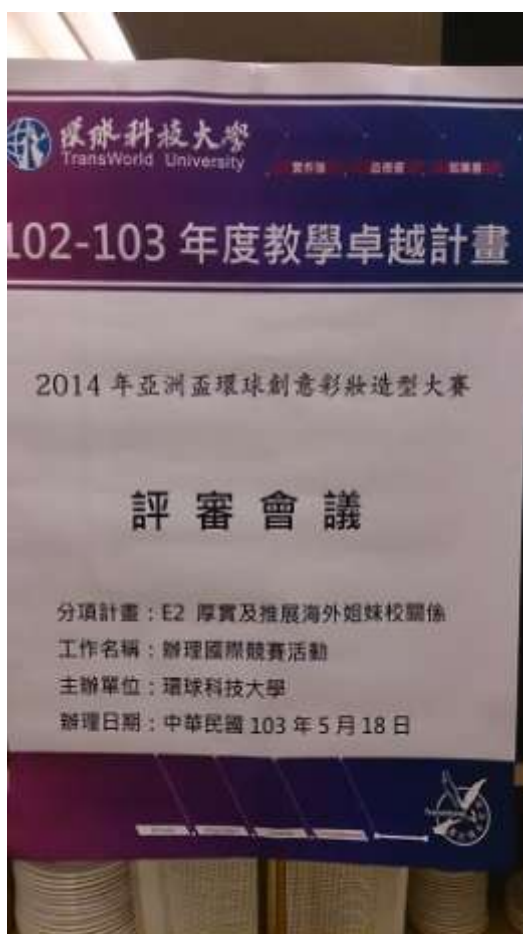 環球科技大學
TransWorld University
102-103 年度教學卓越計畫
2014 年亞洲盃環球創意彩妝造型大賽
評審會議
分項計畫：E2 厚實及推展海外姐妹校關係
工作名稱：辦理國際競賽活動
主辦單位：環球科技大學
辦理日期：中華民國 103 年 5 月 18 日